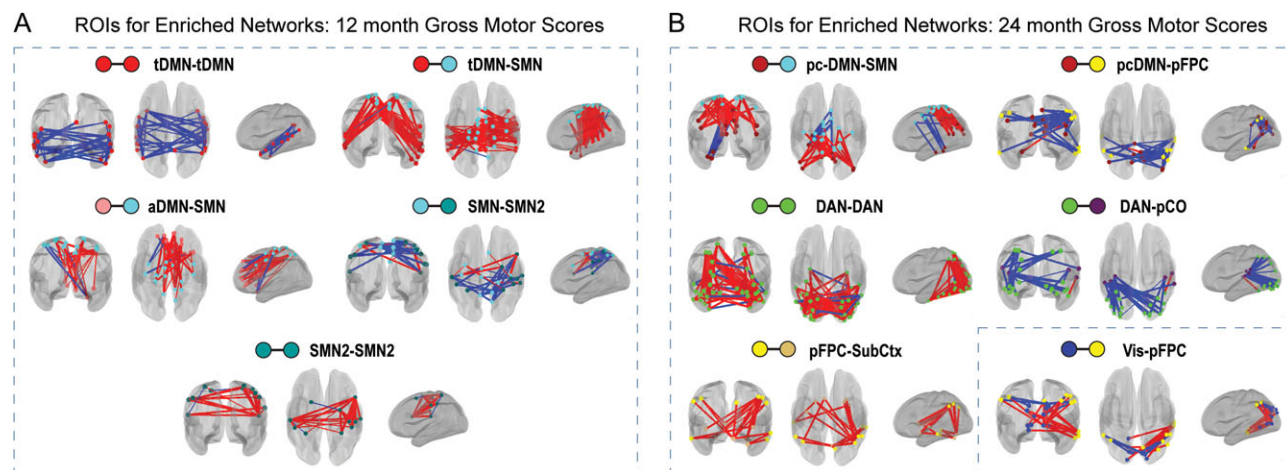 A ROIs for Enriched Networks: 12 month Gross Motor Scores
tDMN-tDMN
tDMN-SMN
aDMN-SMN
SMN-SMN2
SMN2-SMN2
B ROIs for Enriched Networks: 24 month Gross Motor Scores
pc-DMN-SMN
pcDMN-pFPC
DAN-DAN
DAN-pCO
pFPC-SubCtx
Vis-pFPC